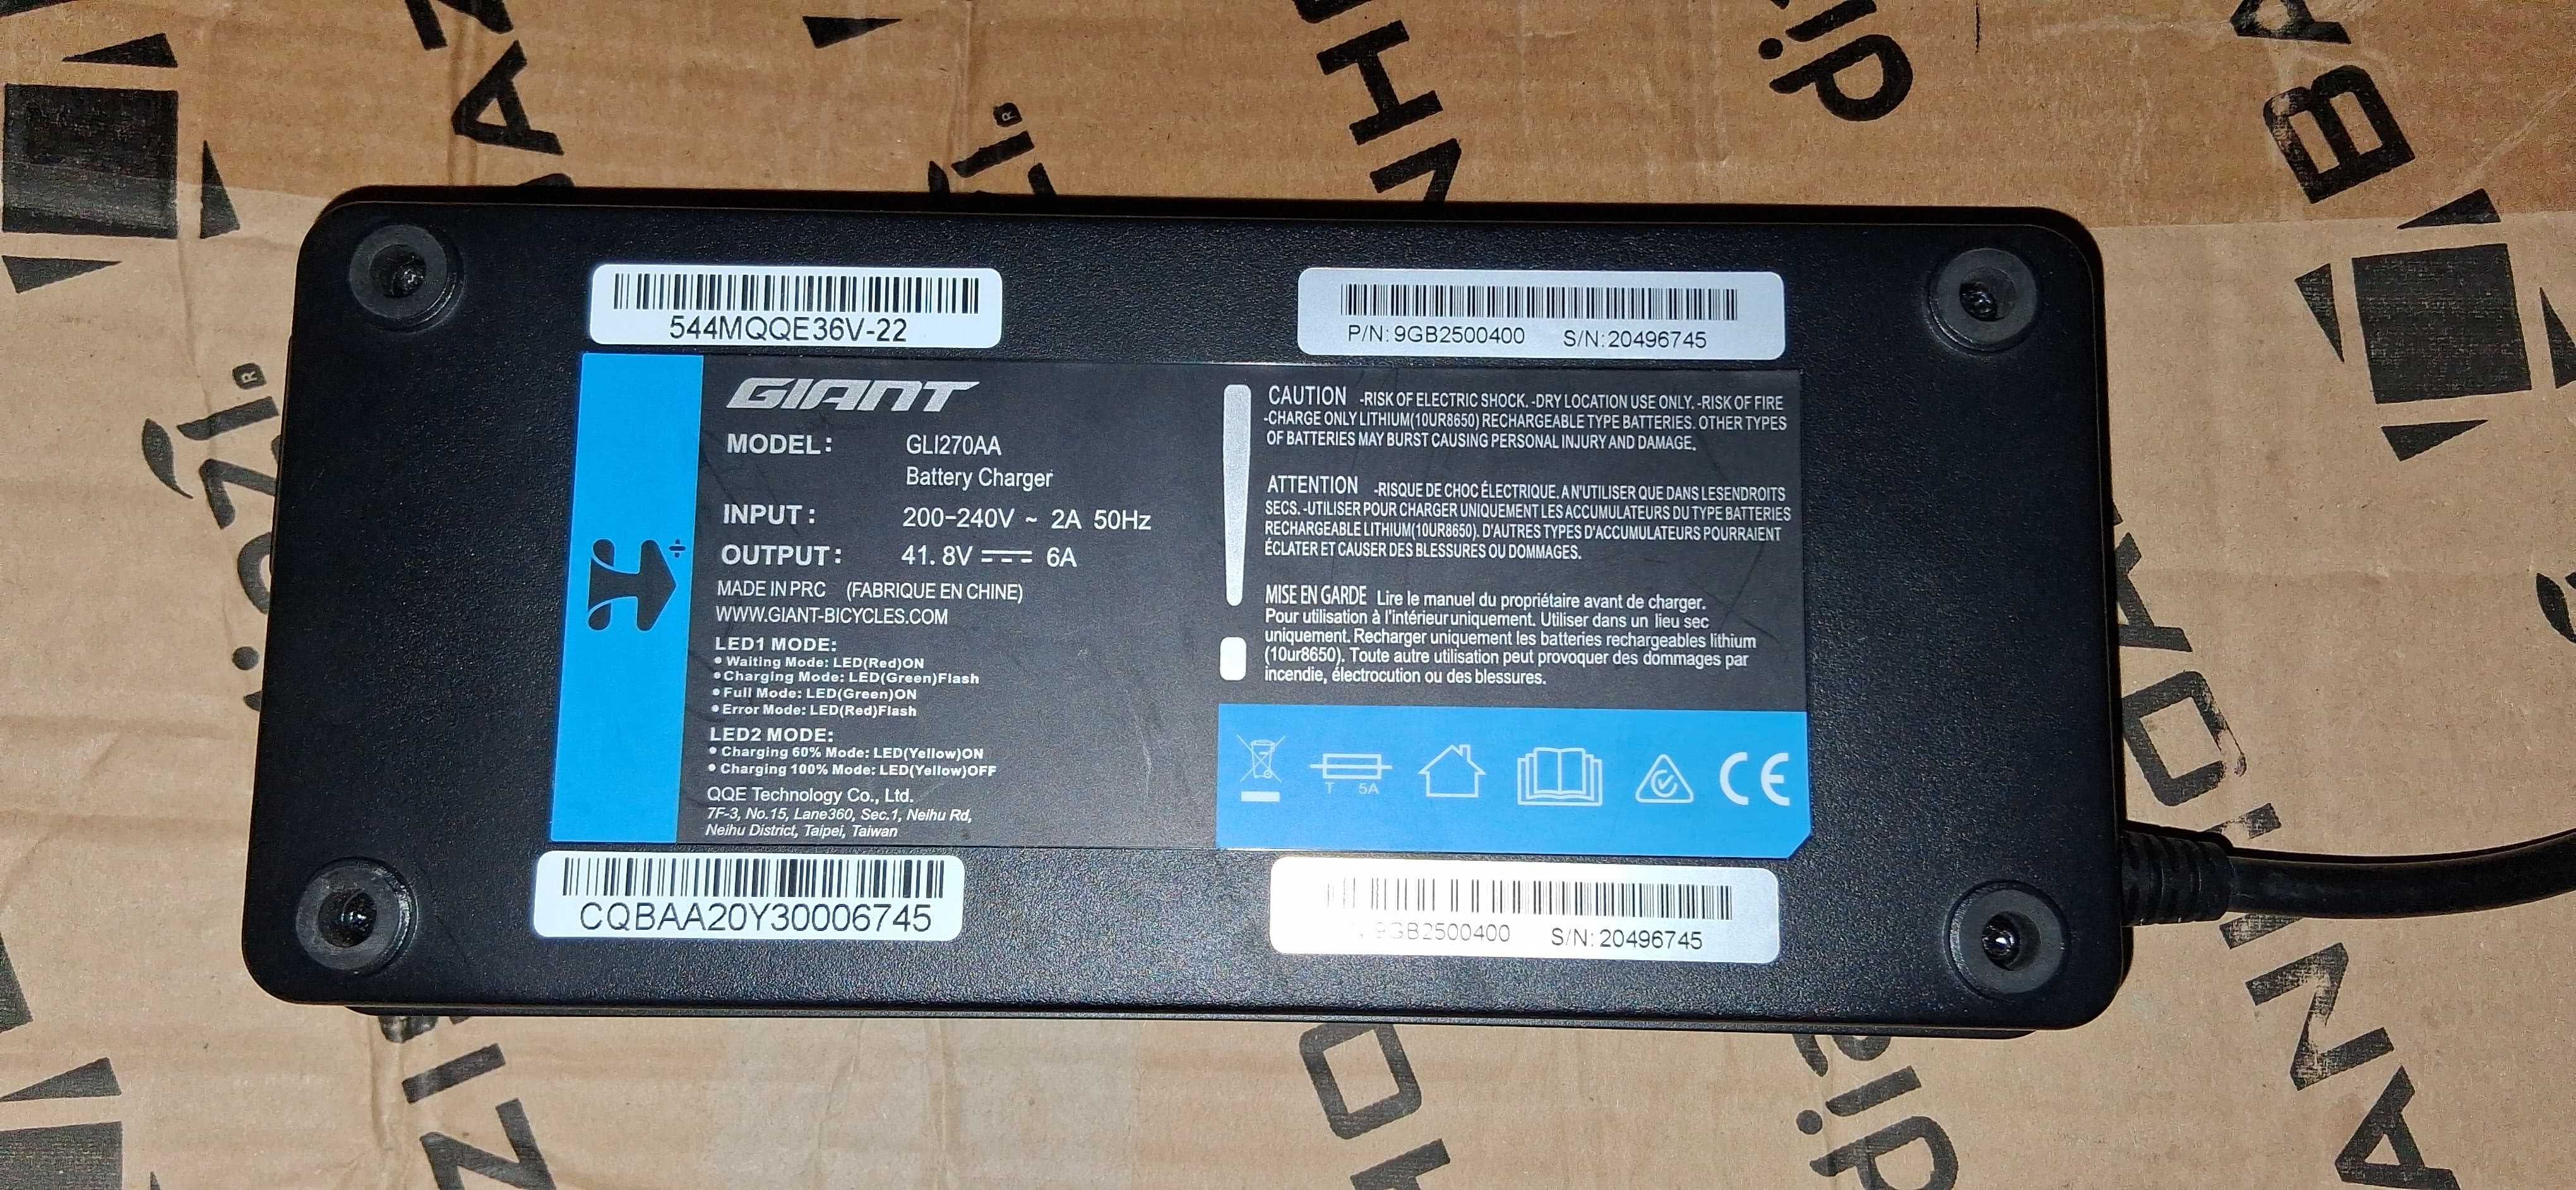 544MQQE36V-22
P/N: 9GB2500400 S/N: 20496745
GIANT
MODEL: GLI270AA
Battery Charger
INPUT: 200-240V ~ 2A 50Hz
OUTPUT: 41.8V 6A
MADE IN PRC (FABRIQUE EN CHINE)
WWW.GIANT-BICYCLES.COM
LED1 MODE:
• Waiting Mode: LED(Red)ON
• Charging Mode: LED(Green)Flash
• Full Mode: LED(Green)ON
• Error Mode: LED(Red)Flash
LED2 MODE:
• Charging 60% Mode: LED(Yellow)ON
• Charging 100% Mode: LED(Yellow)OFF
QQE Technology Co., Ltd.
7F-3, No.15, Lane360, Sec.1, Neihu Rd,
Neihu District, Taipei, Taiwan
CAUTION -RISK OF ELECTRIC SHOCK. -DRY LOCATION USE ONLY. -RISK OF FIRE
-CHARGE ONLY LITHIUM(10UR8650) RECHARGEABLE TYPE BATTERIES. OTHER TYPES
OF BATTERIES MAY BURST CAUSING PERSONAL INJURY AND DAMAGE.
ATTENTION -RISQUE DE CHOC ÉLECTRIQUE. A N'UTILISER QUE DANS LESENDROITS
SECS. -UTILISER POUR CHARGER UNIQUEMENT LES ACCUMULATEURS DU TYPE BATTERIES
RECHARGEABLE LITHIUM(10UR8650). D'AUTRES TYPES D'ACCUMULATEURS POURRAIENT
ÉCLATER ET CAUSER DES BLESSURES OU DOMMAGES.
MISE EN GARDE Lire le manuel du propriétaire avant de charger.
Pour utilisation à l'intérieur uniquement. Utiliser dans un lieu sec
uniquement. Recharger uniquement les batteries rechargeables lithium
(10ur8650). Toute autre utilisation peut provoquer des dommages par
incendie, électrocution ou des blessures.
T 5A
CE
CQBAA20Y30006745
9GB2500400 S/N: 20496745